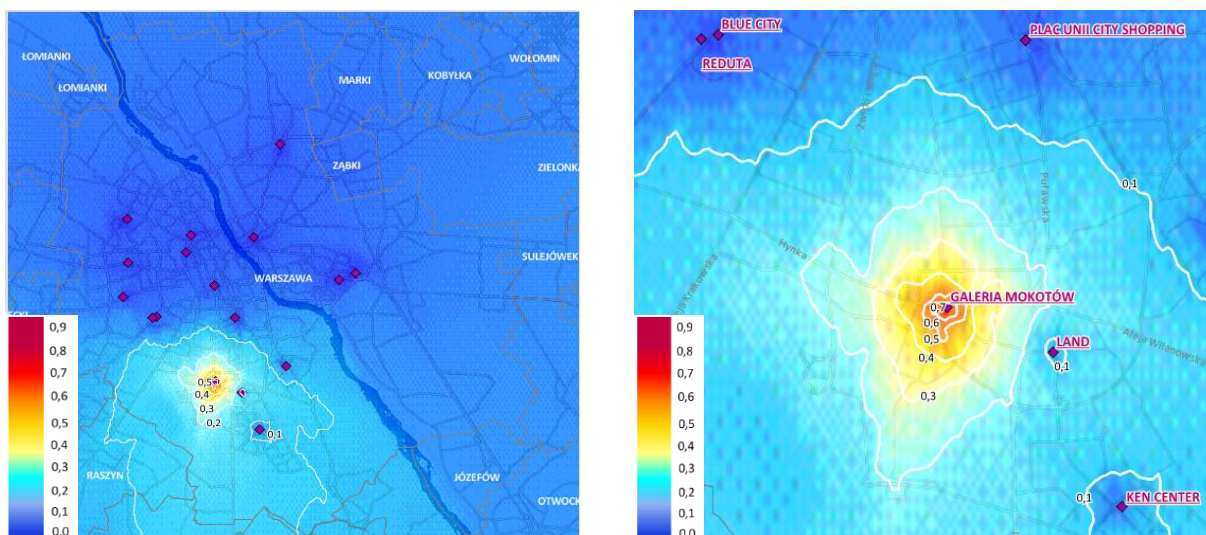 ŁOMIANKI
ŁOMIANKI
MARKI
KOBYŁKA
WOŁOMIN
ZĄBKI
ZIELONKA
SULEJÓWEK
WARSZAWA
RASZYN
JÓZEFÓW
OTWOCK
0,5
0,4
0,3
0,2
0,1
0,9
0,8
0,7
0,6
0,5
0,4
0,3
0,2
0,1
0,0
BLUE CITY
REDUTA
PLAC UNII CITY SHOPPING
0,1
Puławska
Hynka
GALERIA MOKOTÓW
0,7
0,6
0,5
0,4
0,3
LAND
0,1
Aleja Wilanowska
0,1
KEN CENTER
0,9
0,8
0,7
0,6
0,5
0,4
0,3
0,2
0,1
0,0